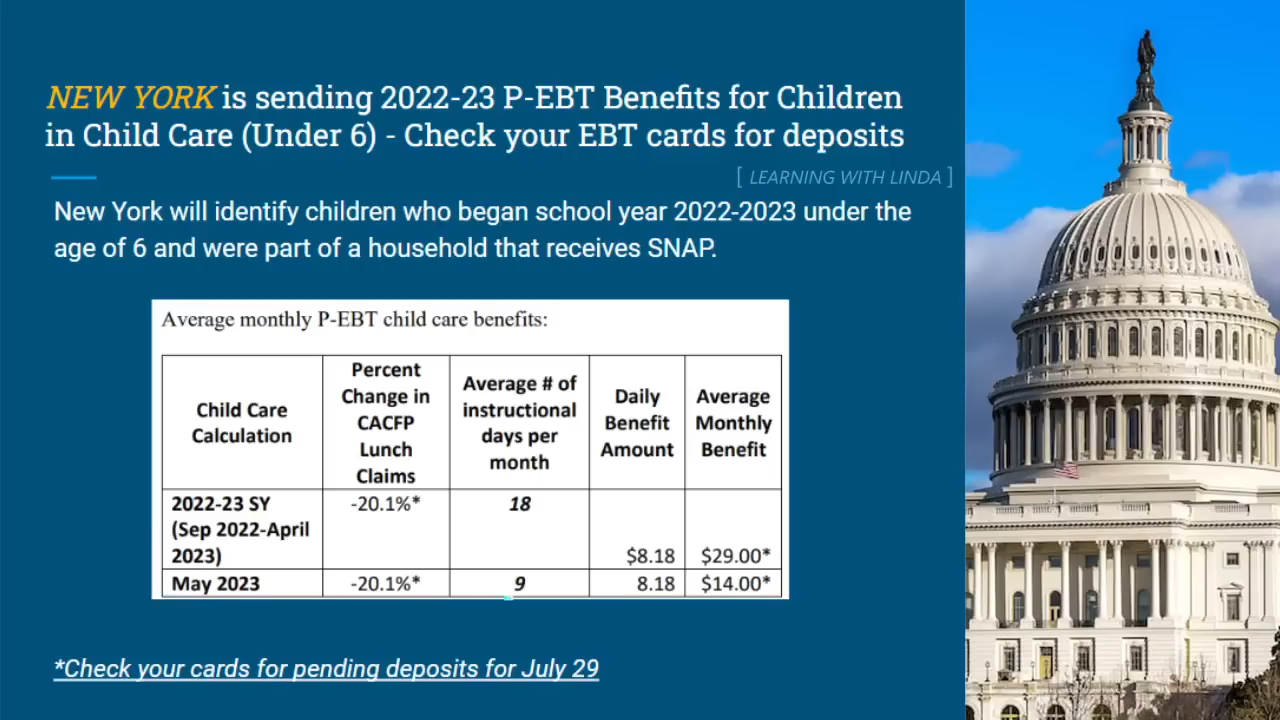 NEW YORK is sending 2022-23 P-EBT Benefits for Children
in Child Care (Under 6) - Check your EBT cards for deposits
[ LEARNING WITH LINDA ]
New York will identify children who began school year 2022-2023 under the
age of 6 and were part of a household that receives SNAP.
Average monthly P-EBT child care benefits:
Child Care
Calculation
Percent
Change in
CACFP
Lunch
Claims
Average # of
instructional
days per
month
Daily
Benefit
Amount
Average
Monthly
Benefit
2022-23 SY
(Sep 2022-April
2023)
-20.1%*
18
$8.18
$29.00*
May 2023
-20.1%*
9
8.18
$14.00*
*Check your cards for pending deposits for July 29